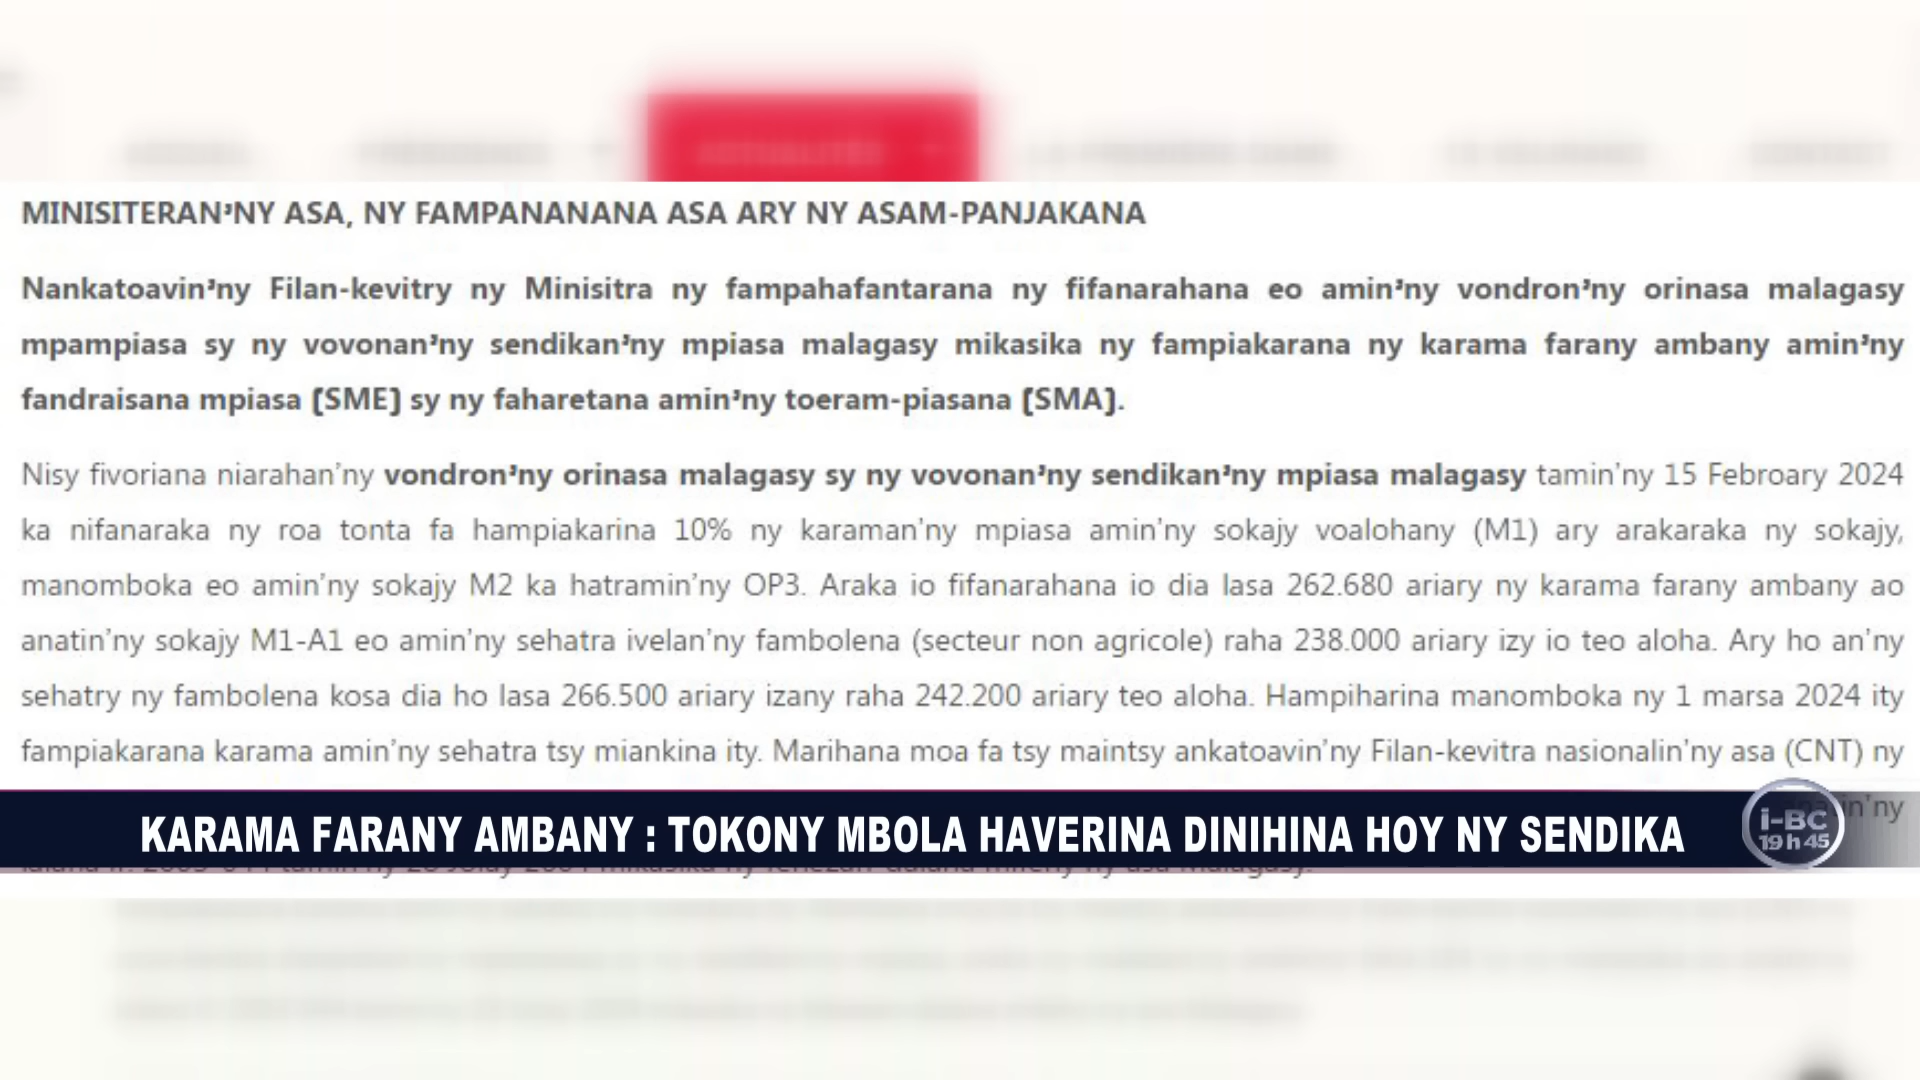 MINISITERAN'NY ASA, NY FAMPANANANA ASA ARY NY ASAM-PANJAKANA
Nankatoavin'ny Filan-kevitry ny Minisitra ny fampahafantarana ny fifanarahana eo amin'ny vondron'ny orinasa malagasy
mpampiasa sy ny vovonan'ny sendikan'ny mpiasa malagasy mikasika ny fampiakarana ny karama farany ambany amin'ny
fandraisana mpiasa (SME) sy ny faharetana amin'ny toeram-piasana (SMA).
Nisy fivoriana niarahan'ny vondron'ny orinasa malagasy sy ny vovonan'ny sendikan'ny mpiasa malagasy tamin'ny 15 Febroary 2024
ka nifanaraka ny roa tonta fa hampiakarina 10% ny karaman'ny mpiasa amin'ny sokajy voalohany (M1) ary arakaraka ny sokajy,
manomboka eo amin'ny sokajy M2 ka hatramin'ny OP3. Araka io fifanarahana io dia lasa 262.680 ariary ny karama farany ambany ao
anatin'ny sokajy M1-A1 eo amin'ny sehatra ivelan'ny fambolena (secteur non agricole) raha 238.000 ariary izy io teo aloha. Ary ho an'ny
sehatry ny fambolena kosa dia ho lasa 266.500 ariary izany raha 242.200 ariary teo aloha. Hampiharina manomboka ny 1 marsa 2024 ity
fampiakarana karama amin'ny sehatra tsy miankina ity. Marihana moa fa tsy maintsy ankatoavin'ny Filan-kevitra nasionalin'ny asa (CNT) ny
KARAMA FARANY AMBANY : TOKONY MBOLA HAVERINA DINIHINA HOY NY SENDIKA
i-BC
19h45